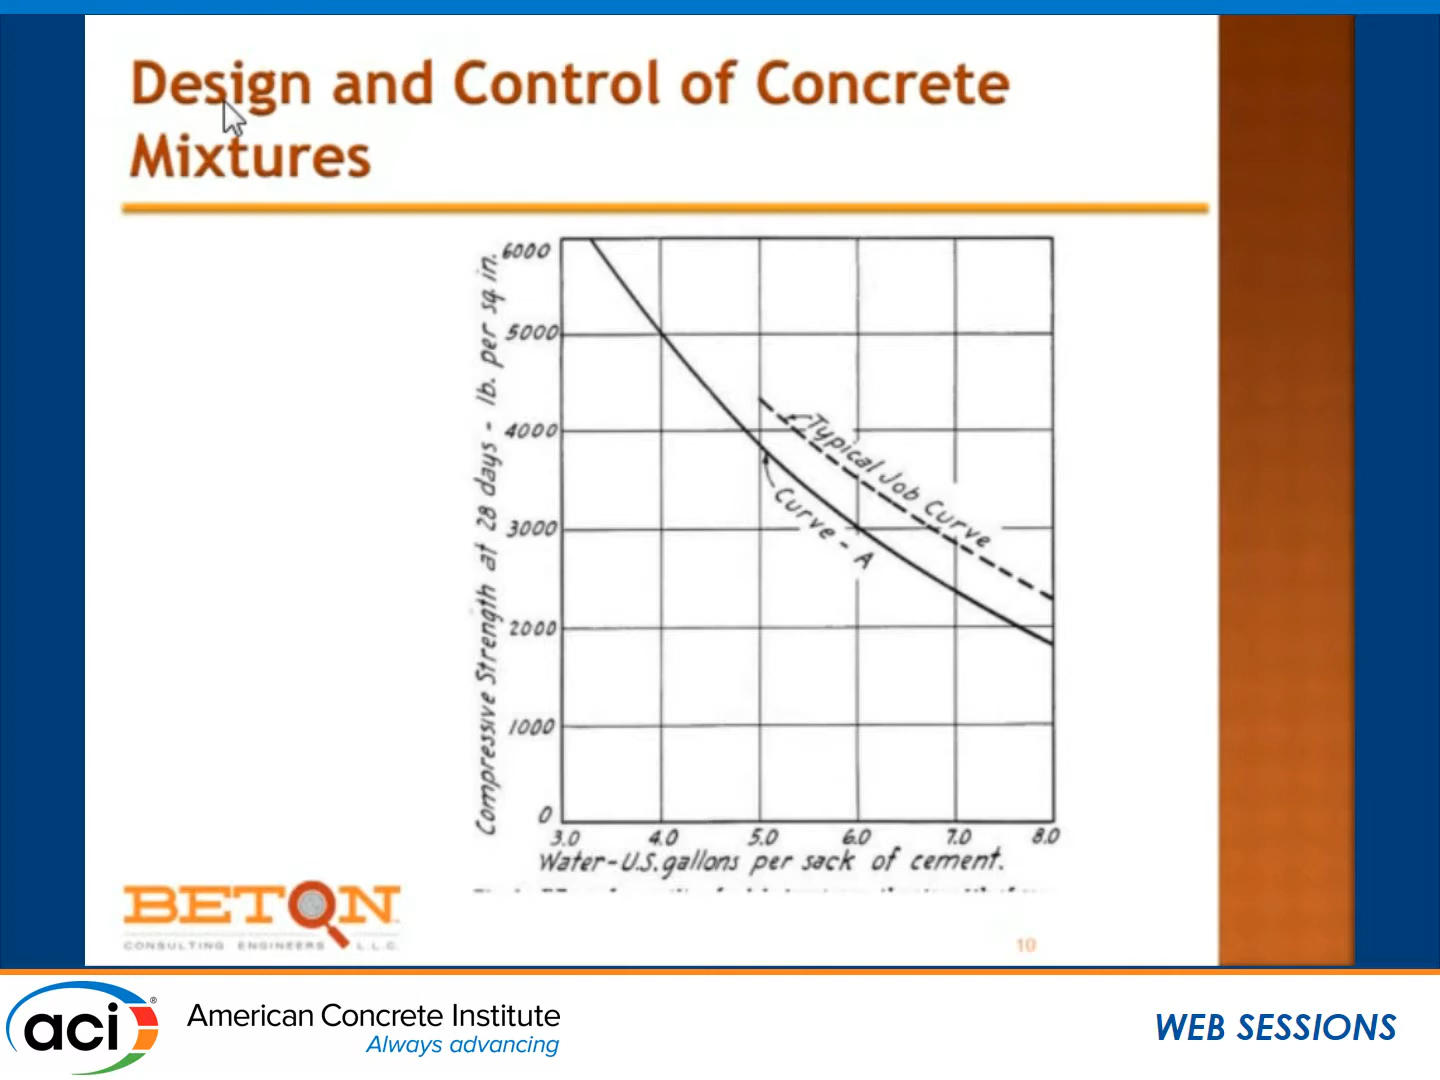 Design and Control of Concrete
Mixtures
Compressive Strength at 28 days - lb. per sq in.
6000
5000
4000
3000
2000
1000
0
Typical Job Curve
Curve - A
3.0 4.0 5.0 6.0 7.0 8.0
Water-U.S. gallons per sack of cement.
BETON
CONSULTING ENGINEERS L.L.C.
10
aci®
American Concrete Institute
Always advancing
WEB SESSIONS